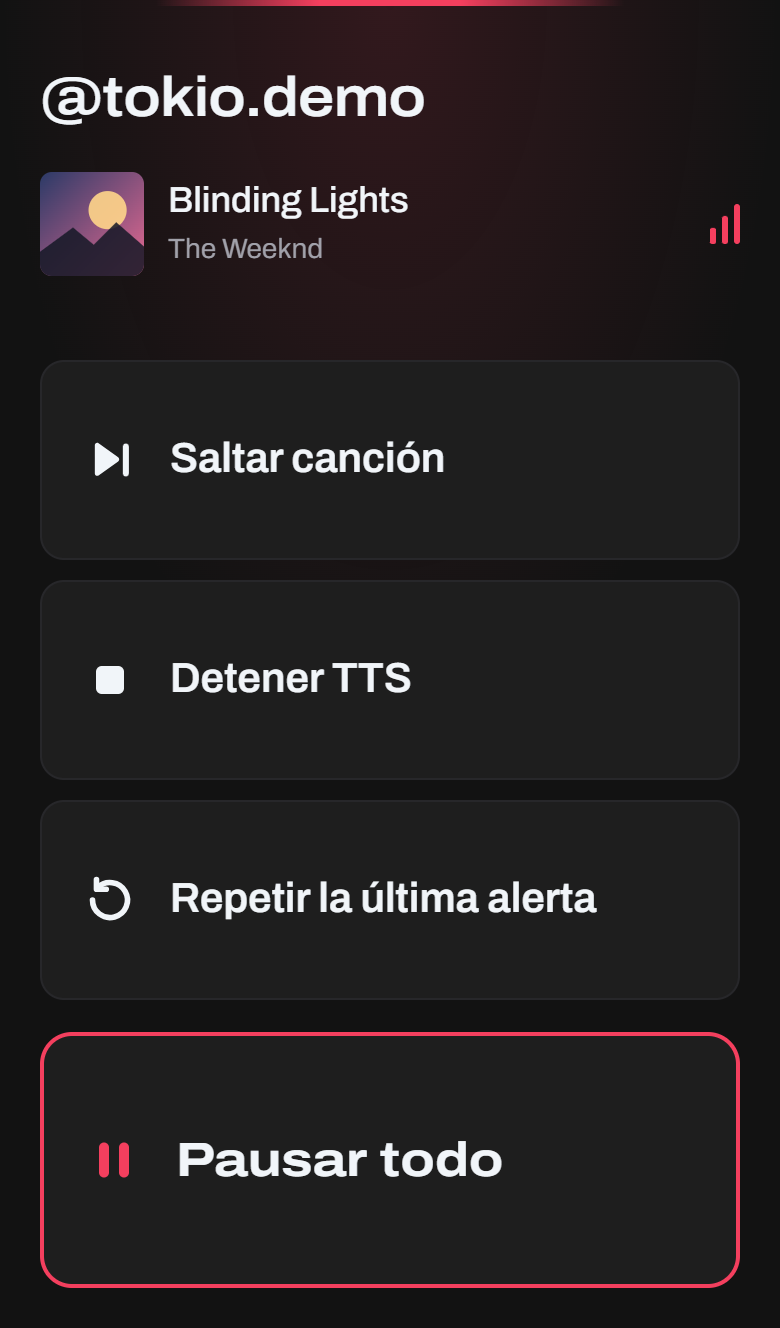 @tokio.demo
Blinding Lights
The Weeknd
Saltar canción
Detener TTS
Repetir la última alerta
Pausar todo